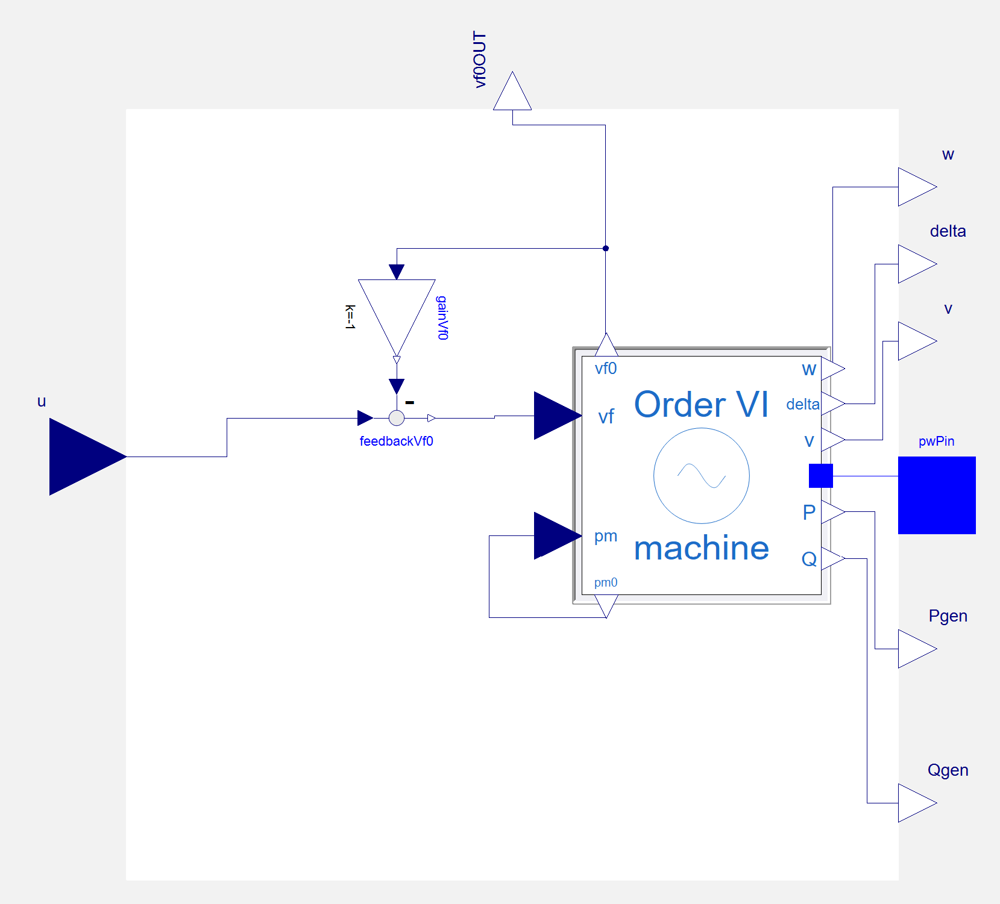 vf0OUT
w
delta
v
k=-1
gainVf0
u
-
feedbackVf0
vf0
w
Order VI
delta
vf
v
pwPin
P
pm
machine
Q
pm0
Pgen
Qgen